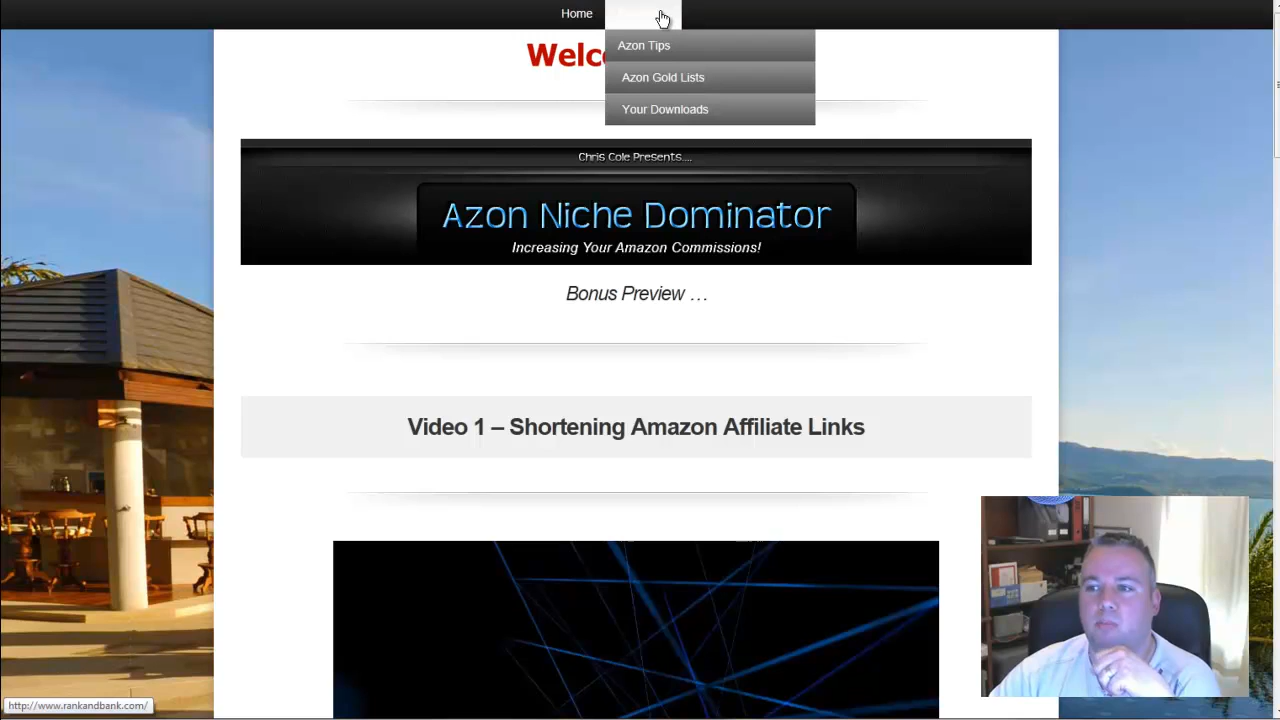 Home
Azon Tips
Azon Gold Lists
Your Downloads
Chris Cole Presents....
Azon Niche Dominator
Increasing Your Amazon Commissions!
Bonus Preview …
Video 1 – Shortening Amazon Affiliate Links
http://www.rankandbank.com/